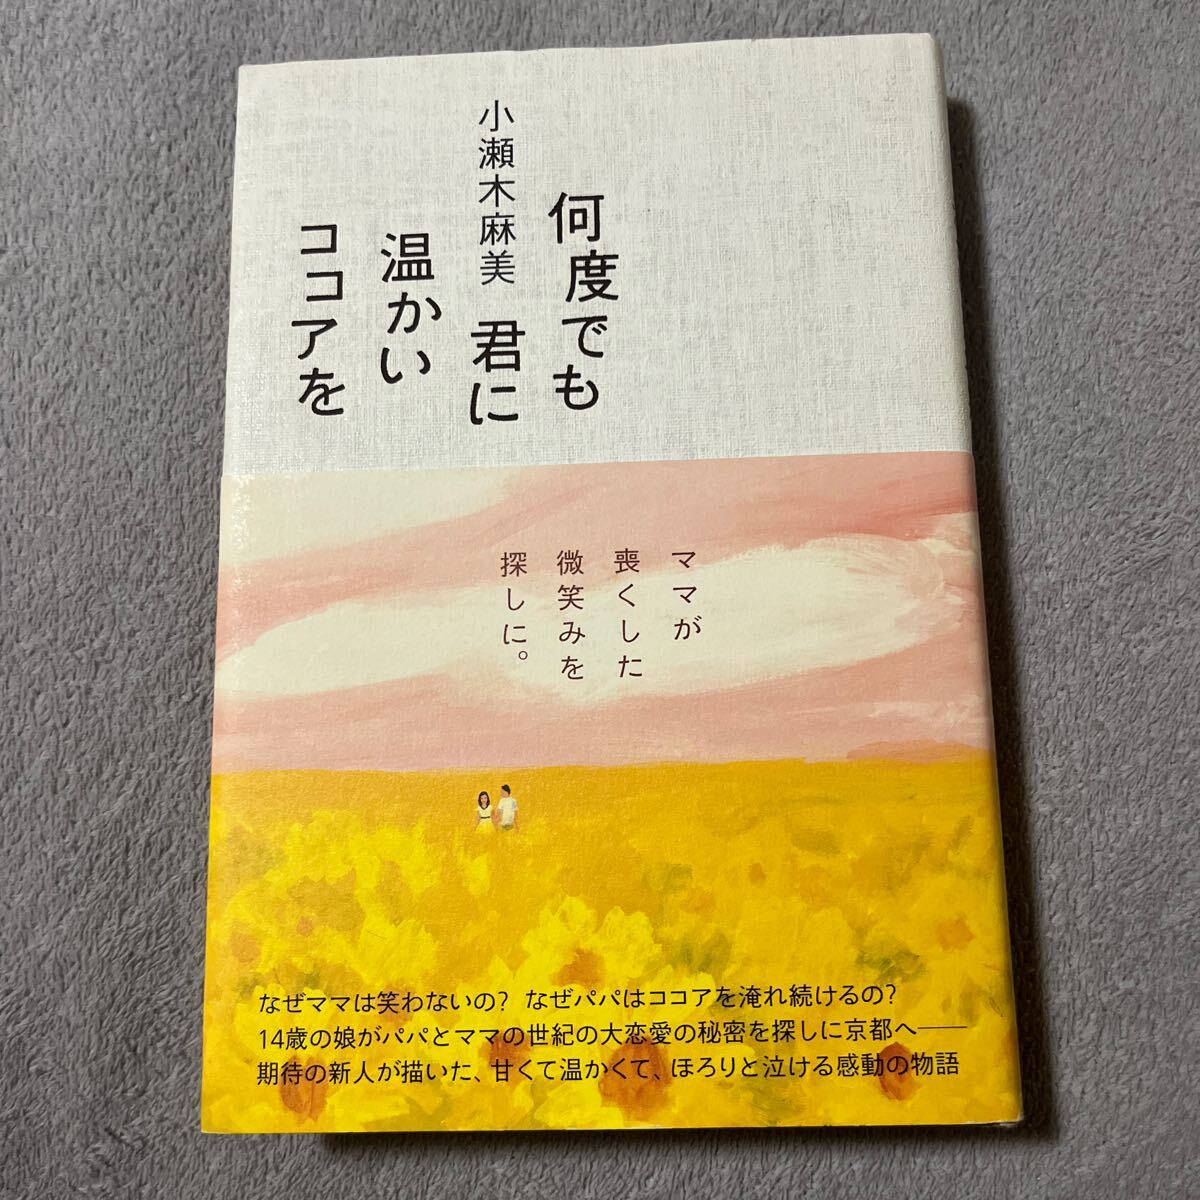 何度でも
君に
温かい
ココアを
小瀬木麻美
ママが
喪くした
微笑みを
探しに。
なぜママは笑わないの? なぜパパはココアを淹れ続けるの?
14歳の娘がパパとママの世紀の大恋愛の秘密を探しに京都へ——
期待の新人が描いた、甘くて温かくて、ほろりと泣ける感動の物語